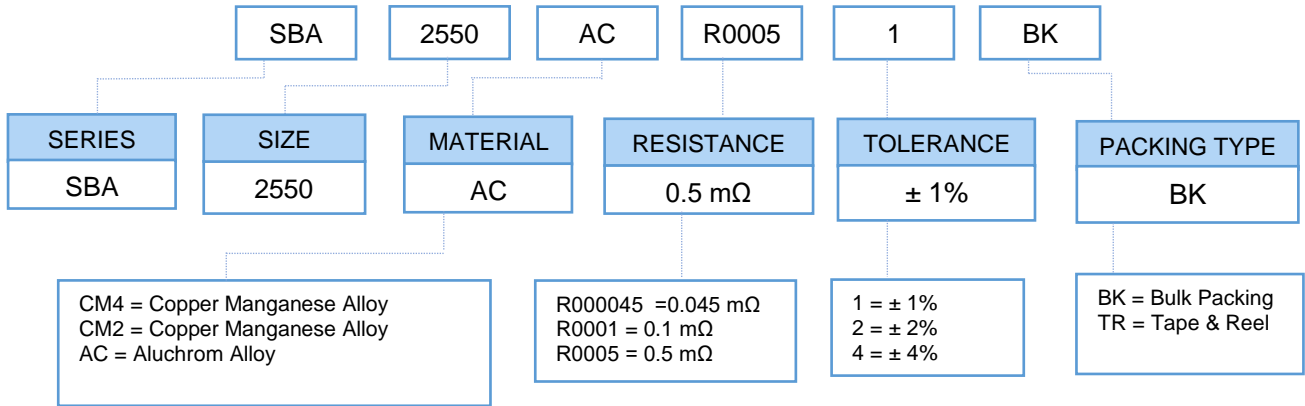 SBA 2550 AC R0005 1 BK
SERIES SIZE MATERIAL RESISTANCE TOLERANCE PACKING TYPE
SBA 2550 AC 0.5 mΩ ± 1% BK
CM4 = Copper Manganese Alloy
CM2 = Copper Manganese Alloy
AC = Aluchrom Alloy
R000045 =0.045 mΩ
R0001 = 0.1 mΩ
R0005 = 0.5 mΩ
1 = ± 1%
2 = ± 2%
4 = ± 4%
BK = Bulk Packing
TR = Tape & Reel